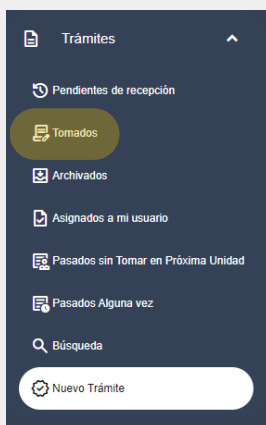 Trámites
Pendientes de recepción
Tomados
Archivados
Asignados a mi usuario
Pasados sin Tomar en Próxima Unidad
Pasados Alguna vez
Búsqueda
Nuevo Trámite